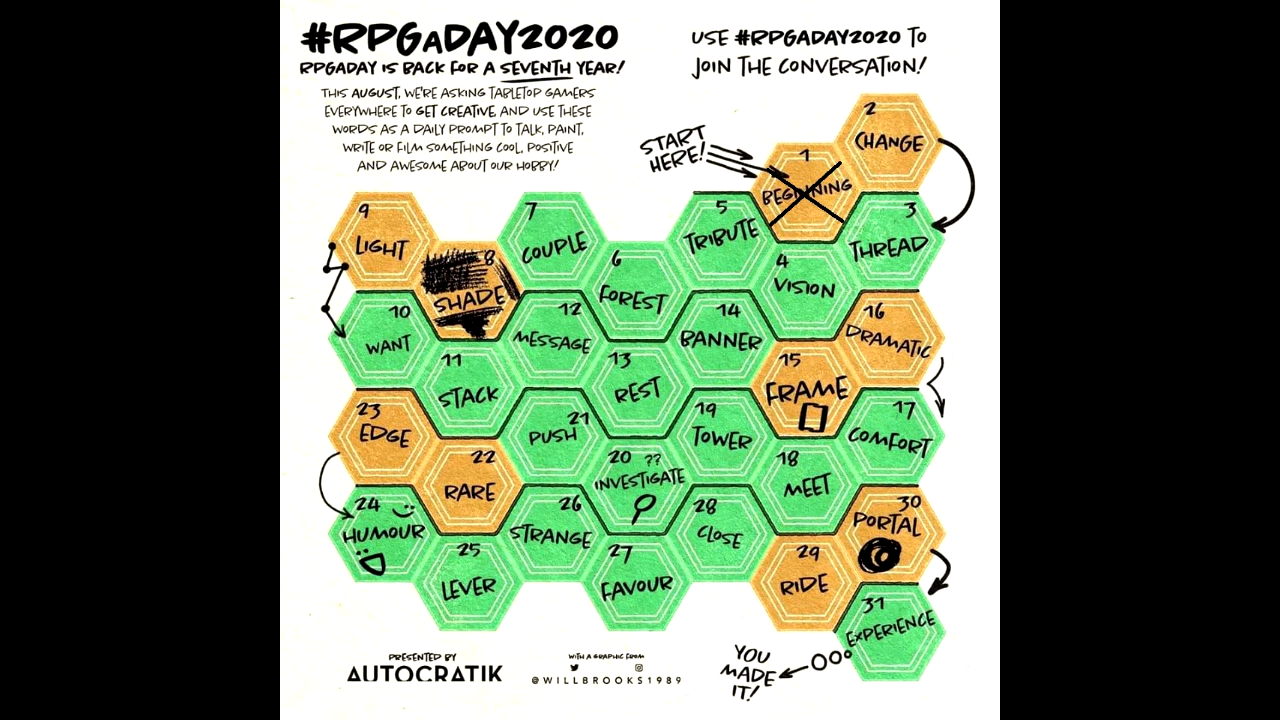 #RPGaDAY2020
RPGADAY IS BACK FOR A SEVENTH YEAR!
THIS AUGUST, WE'RE ASKING TABLETOP GAMERS
EVERYWHERE TO GET CREATIVE, AND USE THESE
WORDS AS A DAILY PROMPT TO TALK, PAINT,
WRITE OR FILM SOMETHING COOL, POSITIVE
AND AWESOME ABOUT OUR HOBBY!
USE #RPGADAY2020 TO
JOIN THE CONVERSATION!
START
HERE!
1
BEGINNING
2
CHANGE
3
THREAD
4
VISION
5
TRIBUTE
6
FOREST
7
COUPLE
8
SHADE
9
LIGHT
10
WANT
11
STACK
12
MESSAGE
13
REST
14
BANNER
15
FRAME
16
DRAMATIC
17
COMFORT
18
MEET
19
TOWER
20
??
INVESTIGATE
21
PUSH
22
RARE
23
EDGE
24
HUMOUR
25
LEVER
26
STRANGE
27
FAVOUR
28
CLOSE
29
RIDE
30
PORTAL
31
EXPERIENCE
YOU
MADE
IT!
PRESENTED BY
AUTOCRATIK
WITH A GRAPHIC FROM
@WILLBROOKS1989